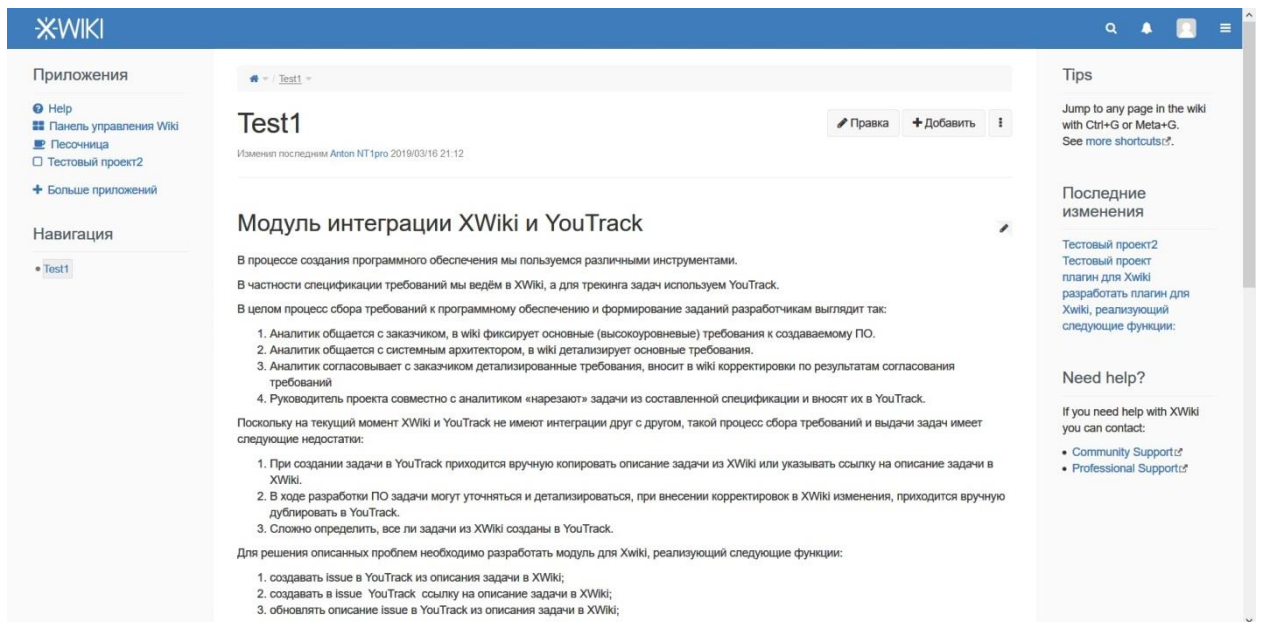 XWIKI
Приложения
Help
Панель управления Wiki
Песочница
Тестовый проект2
Больше приложений
Навигация
Test1
/ Test1
Test1
Правка
Добавить
Изменил последним Anton NT1pro 2019/03/16 21:12
Модуль интеграции XWiki и YouTrack
В процессе создания программного обеспечения мы пользуемся различными инструментами.
В частности спецификации требований мы ведём в XWiki, а для трекинга задач используем YouTrack.
В целом процесс сбора требований к программному обеспечению и формирование заданий разработчикам выглядит так:
1. Аналитик общается с заказчиком, в wiki фиксирует основные (высокоуровневые) требования к создаваемому ПО.
2. Аналитик общается с системным архитектором, в wiki детализирует основные требования.
3. Аналитик согласовывает с заказчиком детализированные требования, вносит в wiki корректировки по результатам согласования
требований
4. Руководитель проекта совместно с аналитиком «нарезают» задачи из составленной спецификации и вносят их в YouTrack.
Поскольку на текущий момент XWiki и YouTrack не имеют интеграции друг с другом, такой процесс сбора требований и выдачи задач имеет
следующие недостатки:
1. При создании задачи в YouTrack приходится вручную копировать описание задачи из XWiki или указывать ссылку на описание задачи в
XWiki.
2. В ходе разработки ПО задачи могут уточняться и детализироваться, при внесении корректировок в XWiki изменения, приходится вручную
дублировать в YouTrack.
3. Сложно определить, все ли задачи из XWiki созданы в YouTrack.
Для решения описанных проблем необходимо разработать модуль для Xwiki, реализующий следующие функции:
1. создавать issue в YouTrack из описания задачи в XWiki;
2. создавать в issue YouTrack ссылку на описание задачи в XWiki;
3. обновлять описание issue в YouTrack из описания задачи в XWiki;
Tips
Jump to any page in the wiki
with Ctrl+G or Meta+G.
See more shortcuts.
Последние
изменения
Тестовый проект2
Тестовый проект
плагин для Xwiki
разработать плагин для
Xwiki, реализующий
следующие функции:
Need help?
If you need help with XWiki
you can contact:
Community Support
Professional Support